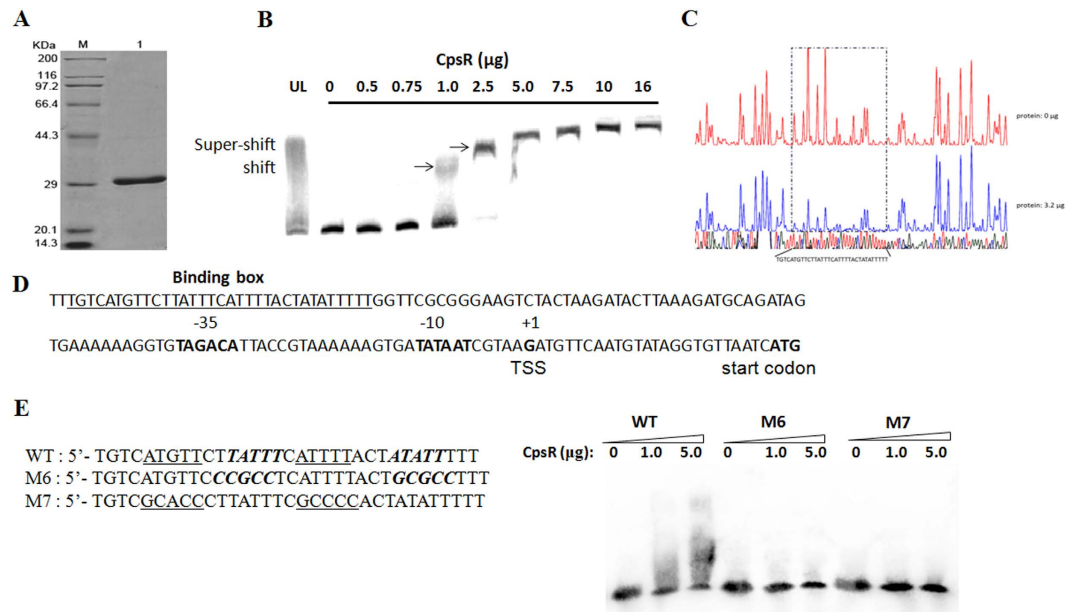 A
KDa M 1
200
116
97.2
66.4
44.3
29
20.1
14.3
B
CpsR (µg)
UL 0 0.5 0.75 1.0 2.5 5.0 7.5 10 16
Super-shift
shift
C
protein: 0 µg
protein: 3.2 µg
TGTCATGTTCTTATTTCATTTTACTATATTTTT
D
Binding box
TTTGTCATGTTCTTATTTCATTTTACTATATTTTTGGTTCGCGGGAAGTCTACTAAGATACTTAAAGATGCAGATAG
-35 -10 +1
TGAAAAAAGGTGTAGACATTACCGTAAAAAAGTGATATAATCGTAAGATGTTCAATGTATAGGTGTTAATCATG
TSS start codon
E
WT : 5’- TGTCATGTTCTTATTTCATTTTACTATATTTTT
M6 : 5’- TGTCATGTTCCCGCCTCATTTTACTGCGCCTTT
M7 : 5’- TGTCGCACCCTTATTTCGCCCCACTATATTTTT
WT M6 M7
CpsR (µg): 0 1.0 5.0 0 1.0 5.0 0 1.0 5.0